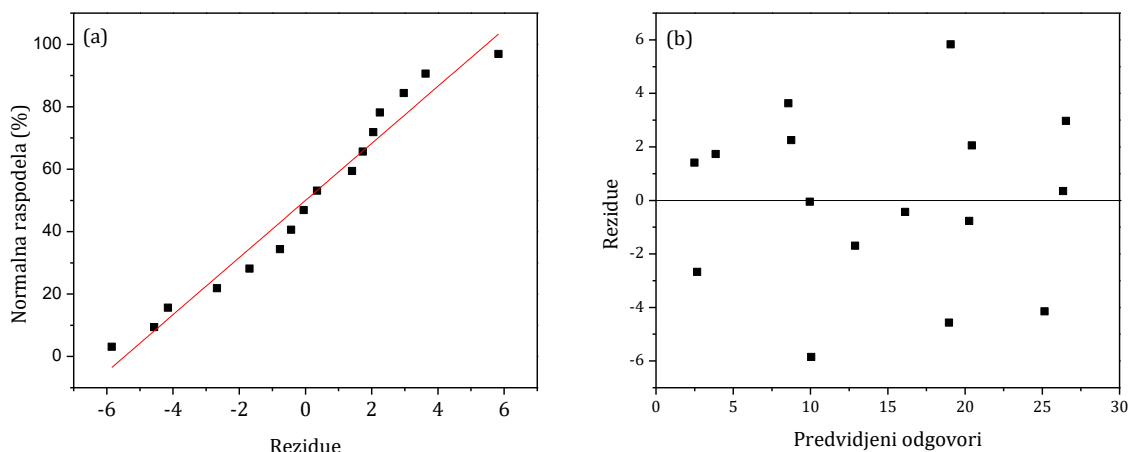 (a)
Normalna raspodela (%)
100
80
60
40
20
0
-6 -4 -2 0 2 4 6
Rezidue
(b)
Rezidue
6
4
2
0
-2
-4
-6
0 5 10 15 20 25 30
Predvidjeni odgovori